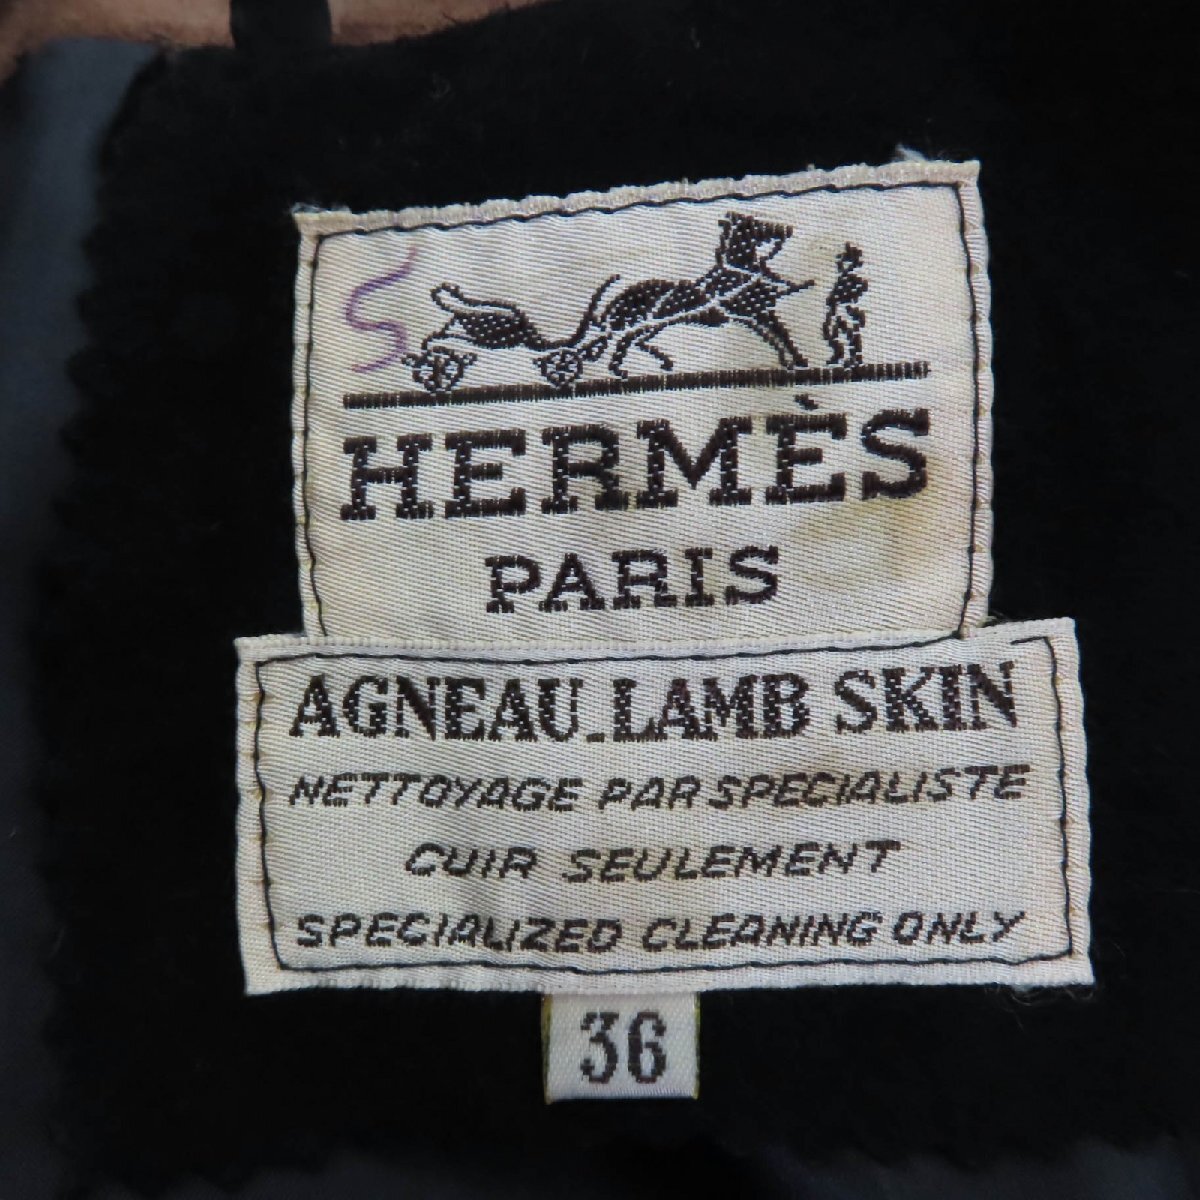 S
HERMÈS
PARIS
AGNEAU_LAMB SKIN
NETTOYAGE PAR SPECIALISTE
CUIR SEULEMENT
SPECIALIZED CLEANING ONLY
36